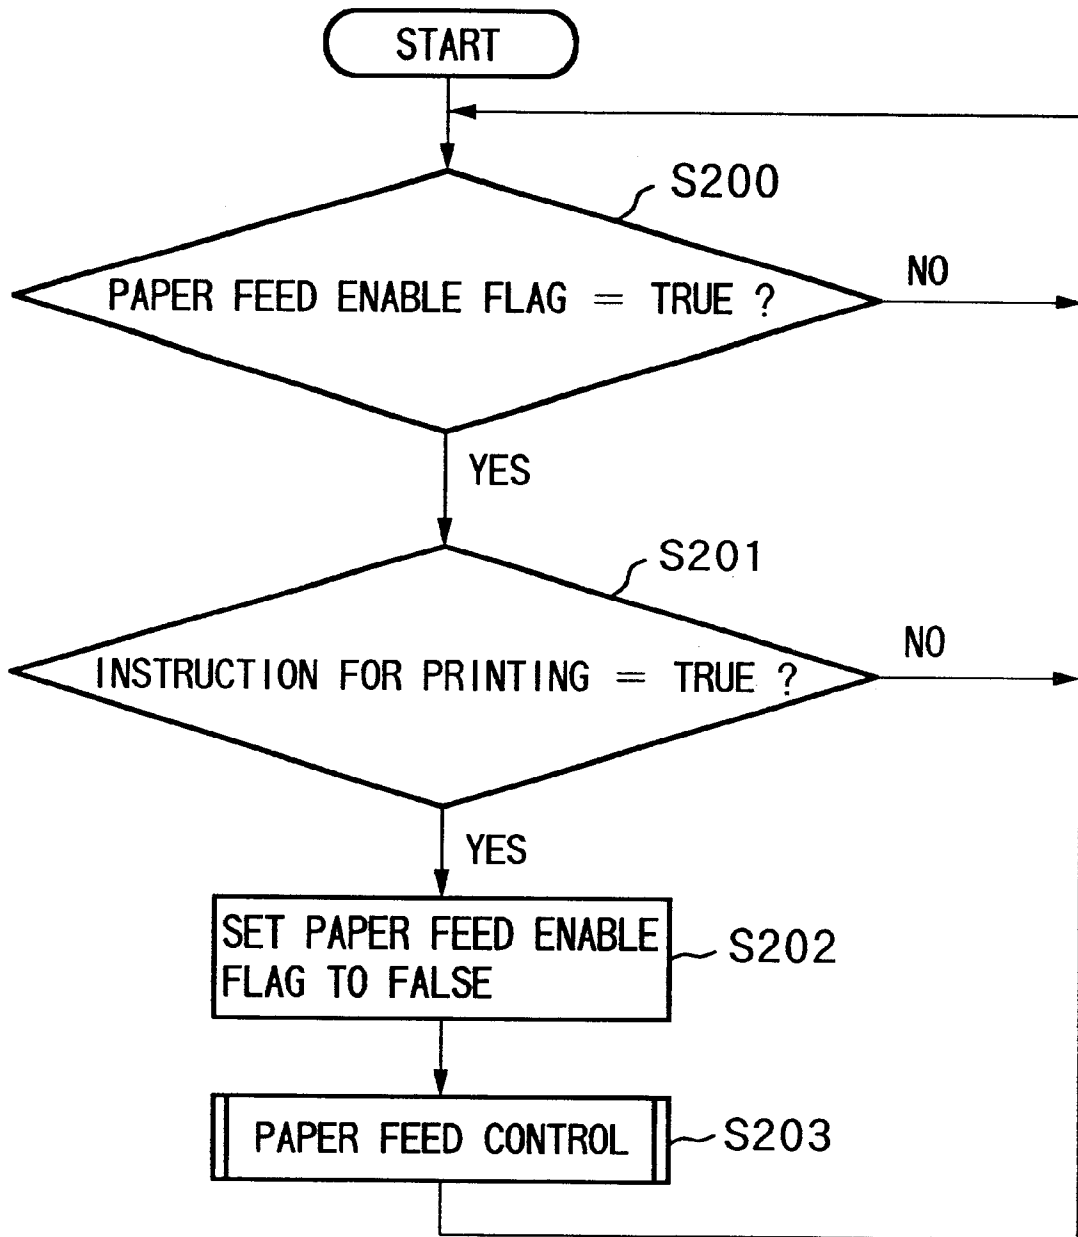 START
S200
PAPER FEED ENABLE FLAG = TRUE ?
NO
YES
S201
INSTRUCTION FOR PRINTING = TRUE ?
NO
YES
SET PAPER FEED ENABLE
FLAG TO FALSE
S202
PAPER FEED CONTROL
S203